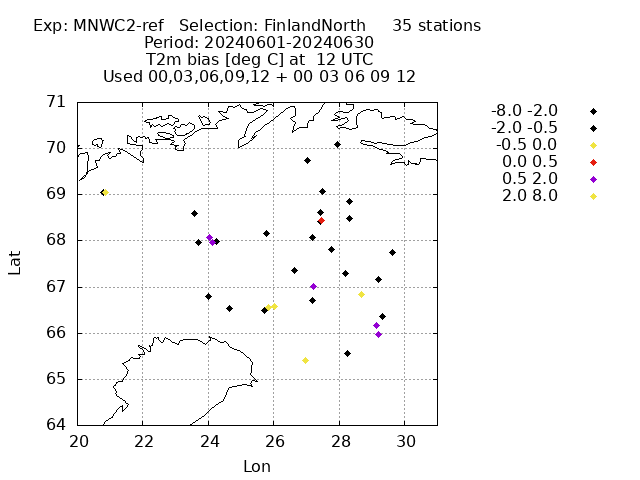 Exp: MNWC2-ref   Selection: FinlandNorth     35 stations
Period: 20240601-20240630
T2m bias [deg C] at  12 UTC
Used 00,03,06,09,12 + 00 03 06 09 12
-8.0 -2.0
-2.0 -0.5
-0.5 0.0
0.0 0.5
0.5 2.0
2.0 8.0
71
70
69
68
67
66
65
64
Lat
20 22 24 26 28 30
Lon